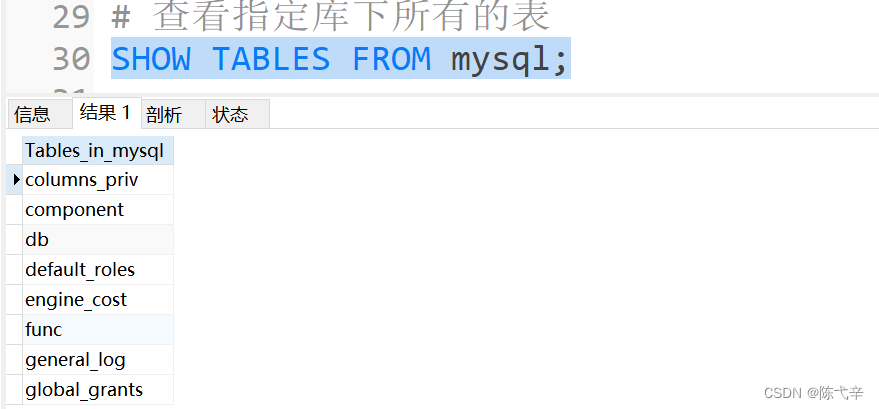 29 # 查看指定库下所有的表
30 SHOW TABLES FROM mysql;
信息 结果 1 剖析 状态
Tables_in_mysql
columns_priv
component
db
default_roles
engine_cost
func
general_log
global_grants
CSDN @陈弋辛